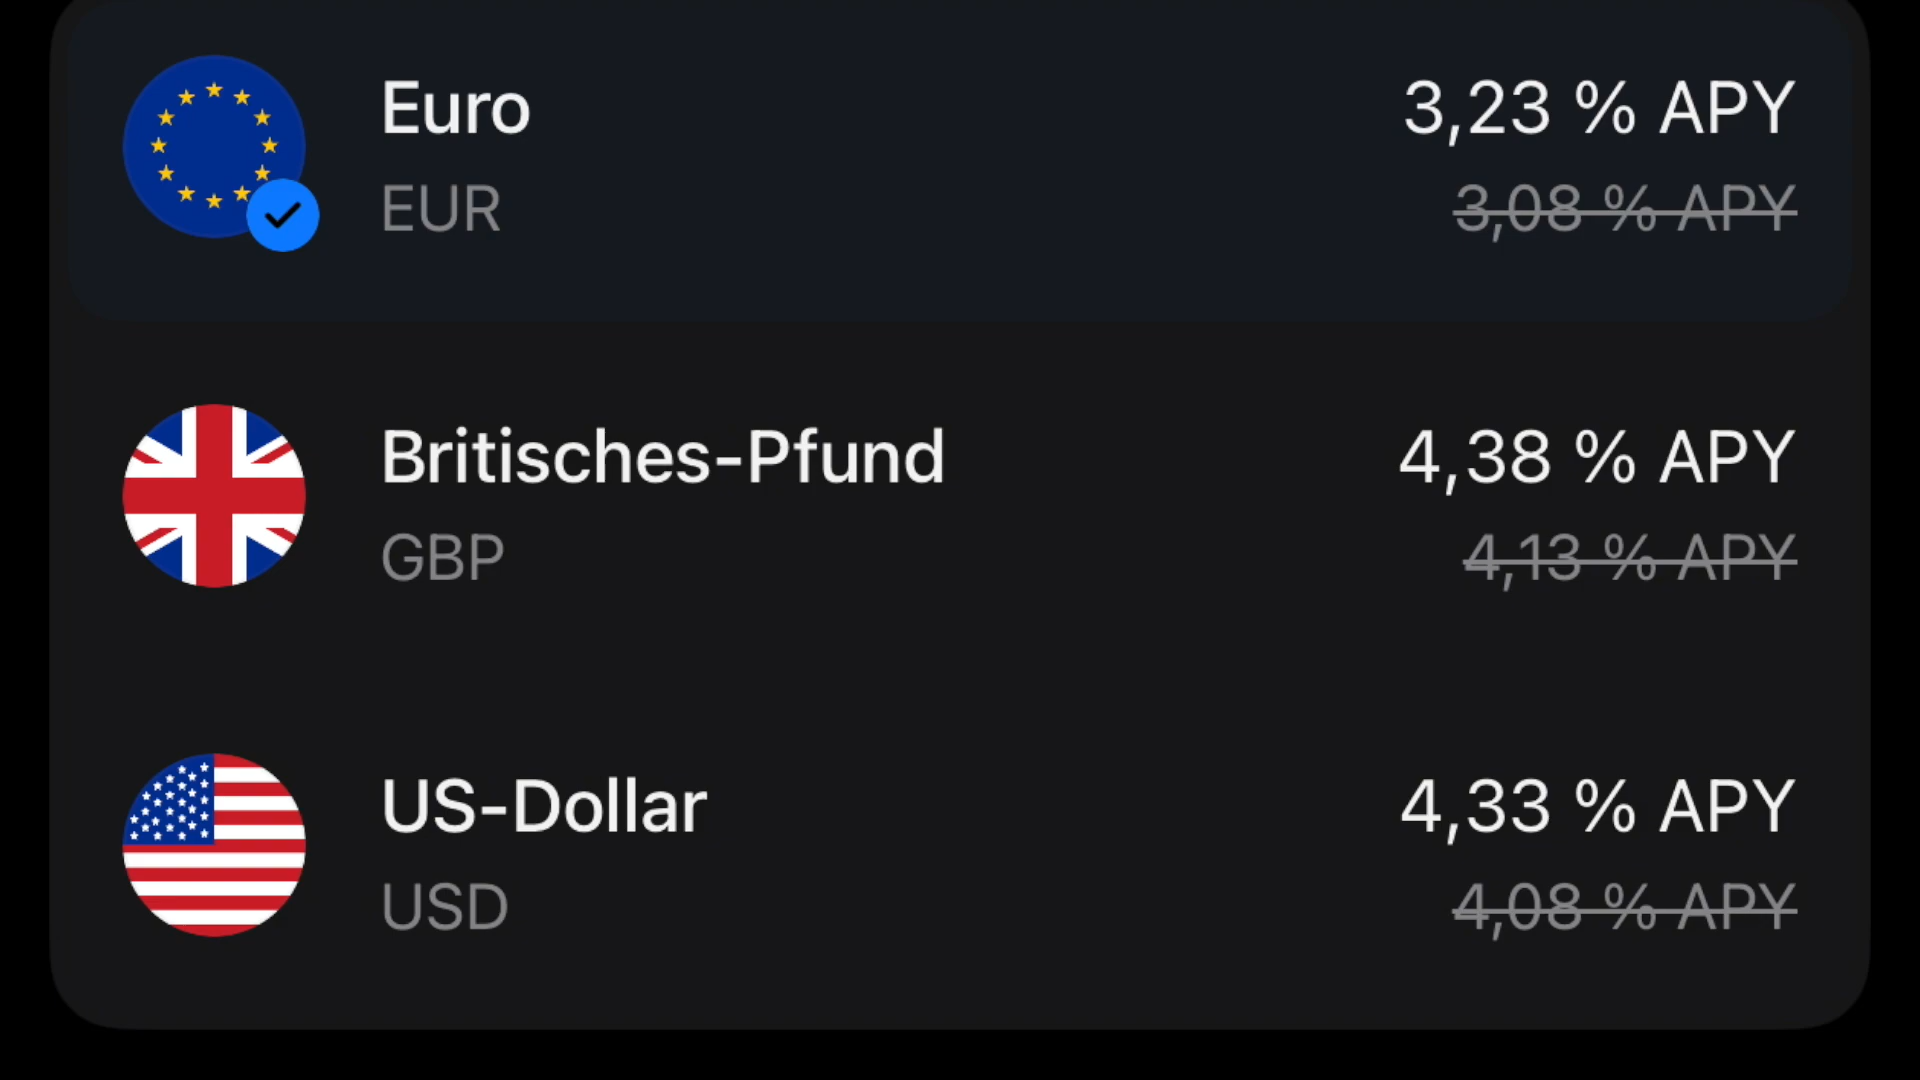 Euro
3,23 % APY
EUR
3,08 % APY
Britisches-Pfund
4,38 % APY
GBP
4,13 % APY
US-Dollar
4,33 % APY
USD
4,08 % APY